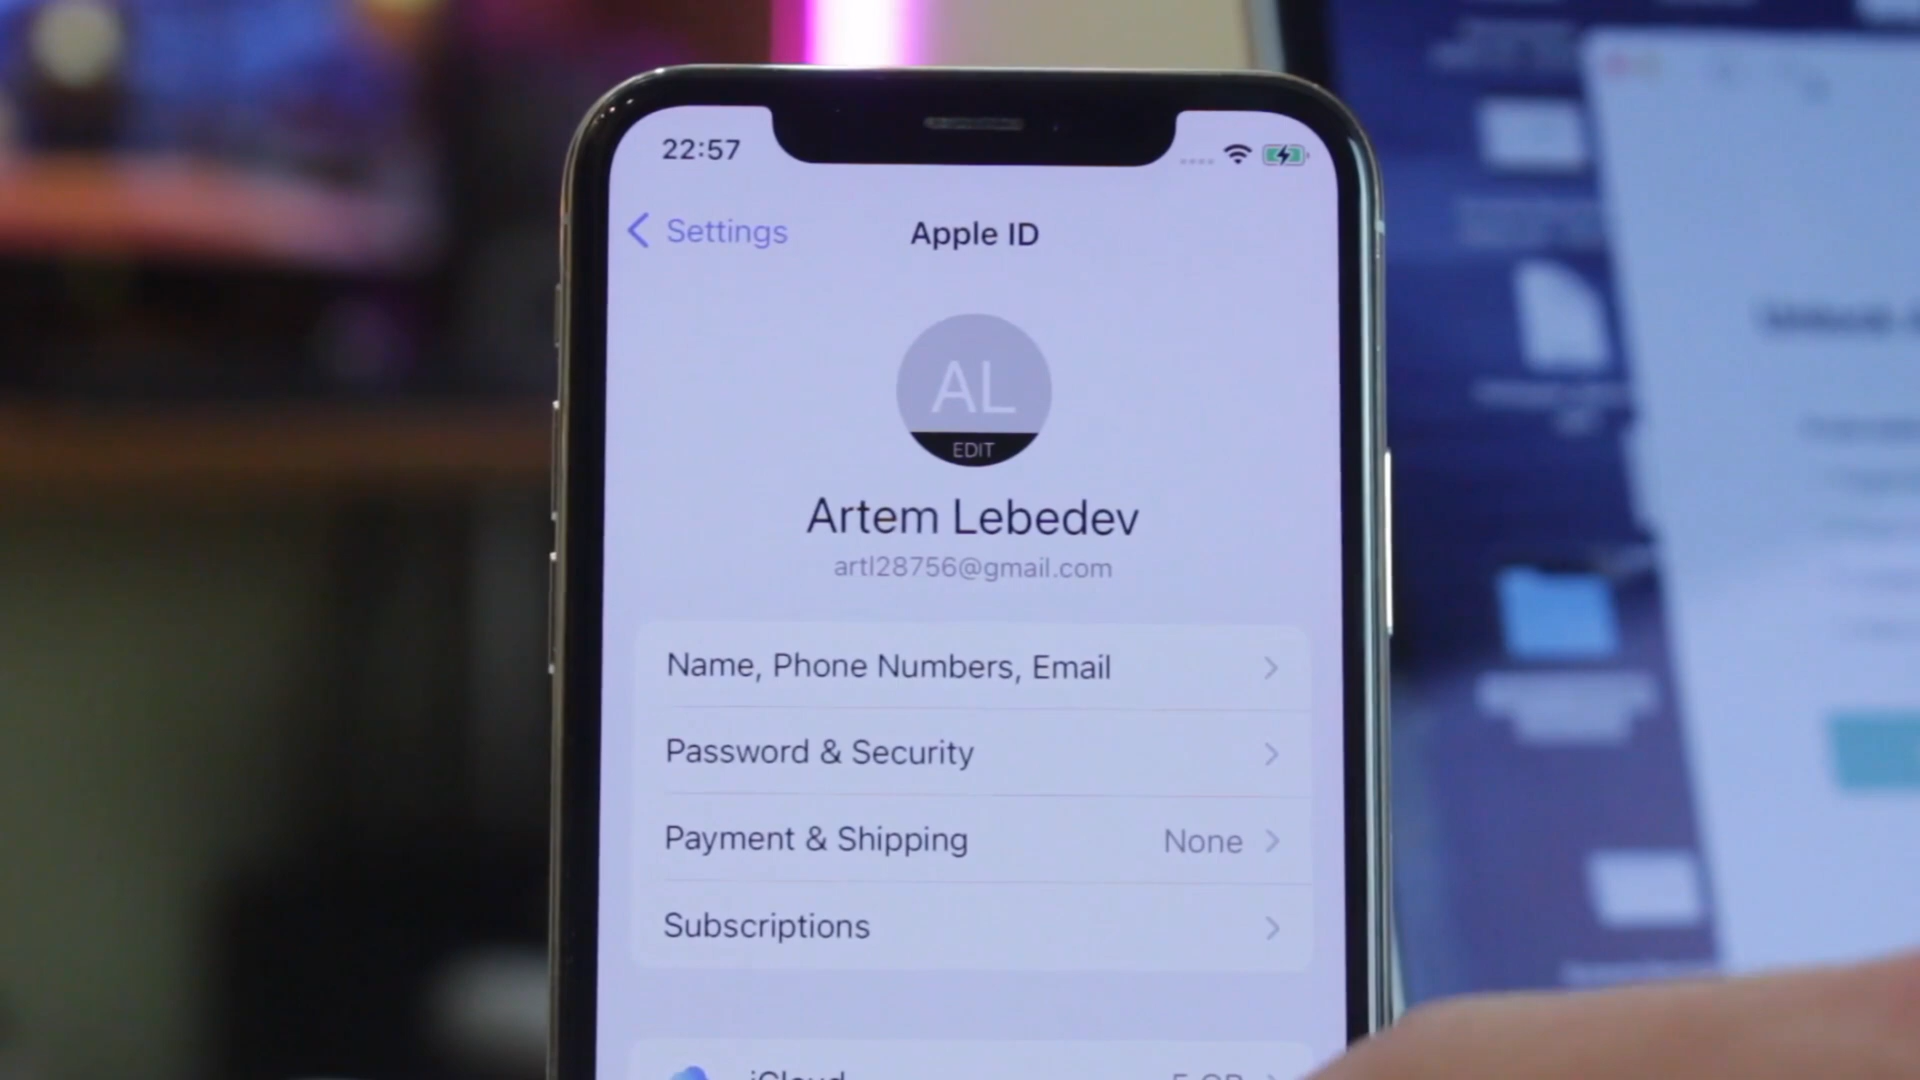 22:57
Settings
Apple ID
AL
EDIT
Artem Lebedev
artl28756@gmail.com
Name, Phone Numbers, Email
Password & Security
Payment & Shipping None
Subscriptions
iCloud